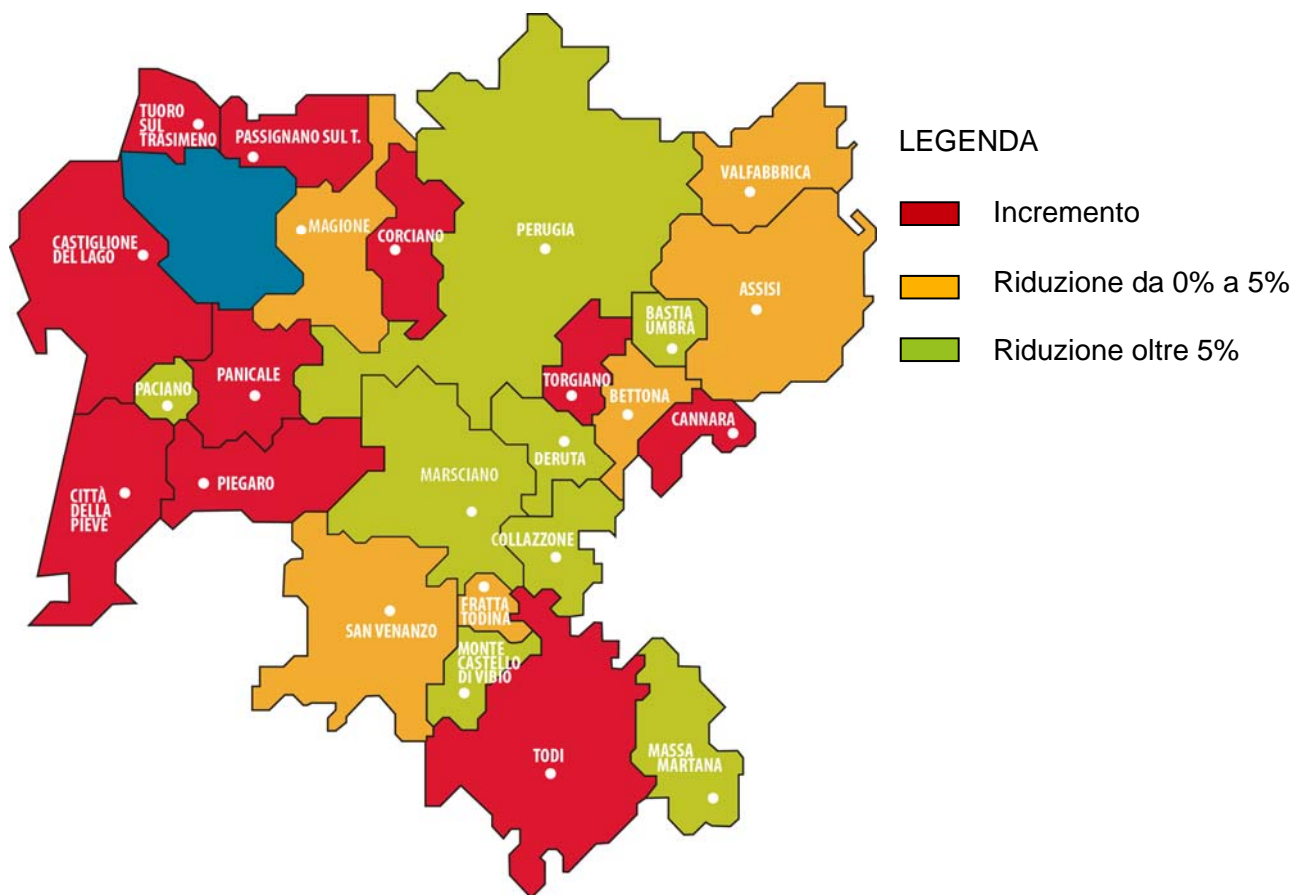 TUORO
SUL
TRASIMENO
PASSIGNANO SUL T.
LEGENDA
VALFABBRICA
Incremento
MAGIONE
CORCIANO
PERUGIA
CASTIGLIONE
DEL LAGO
Riduzione da 0% a 5%
ASSISI
BASTIA
UMBRA
Riduzione oltre 5%
PACIANO
PANICALE
TORGIANO
BETTONA
CANNARA
DERUTA
MARSCIANO
PIEGARO
CITTÀ
DELLA
PIEVE
COLLAZZONE
FRATTA
TODINA
SAN VENANZO
MONTE
CASTELLO
DI VIBIO
TODI
MASSA
MARTANA